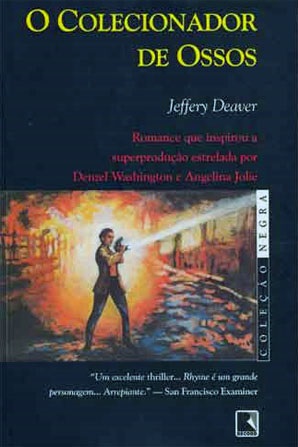 O COLECIONADOR
DE OSSOS
Jeffery Deaver
Romance que inspirou a
superprodução estrelada por
Denzel Washington e Angelina Jolie
COLEÇÃO NEGRA
"Um excelente thriller... Rhyme é um grande
personagem... Arrepiante." — San Francisco Examiner